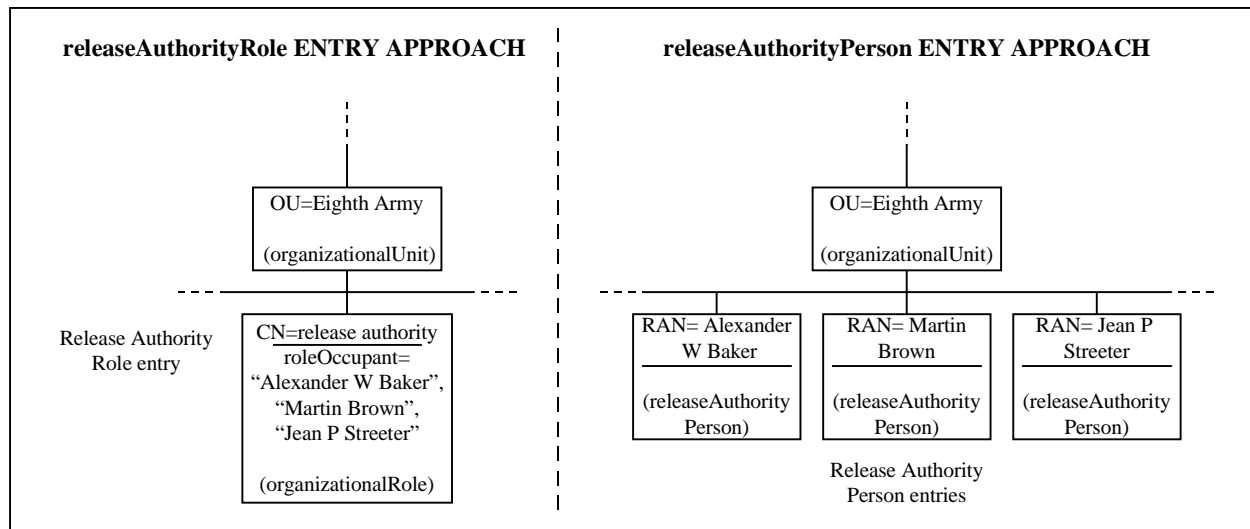 releaseAuthorityRole ENTRY APPROACH
OU=Eighth Army
(organizationalUnit)
Release Authority
Role entry
CN=release authority
roleOccupant=
“Alexander W Baker”,
“Martin Brown”,
“Jean P Streeter”
(organizationalRole)
releaseAuthorityPerson ENTRY APPROACH
OU=Eighth Army
(organizationalUnit)
RAN= Alexander
W Baker
(releaseAuthority
Person)
RAN= Martin
Brown
(releaseAuthority
Person)
RAN= Jean P
Streeter
(releaseAuthority
Person)
Release Authority
Person entries